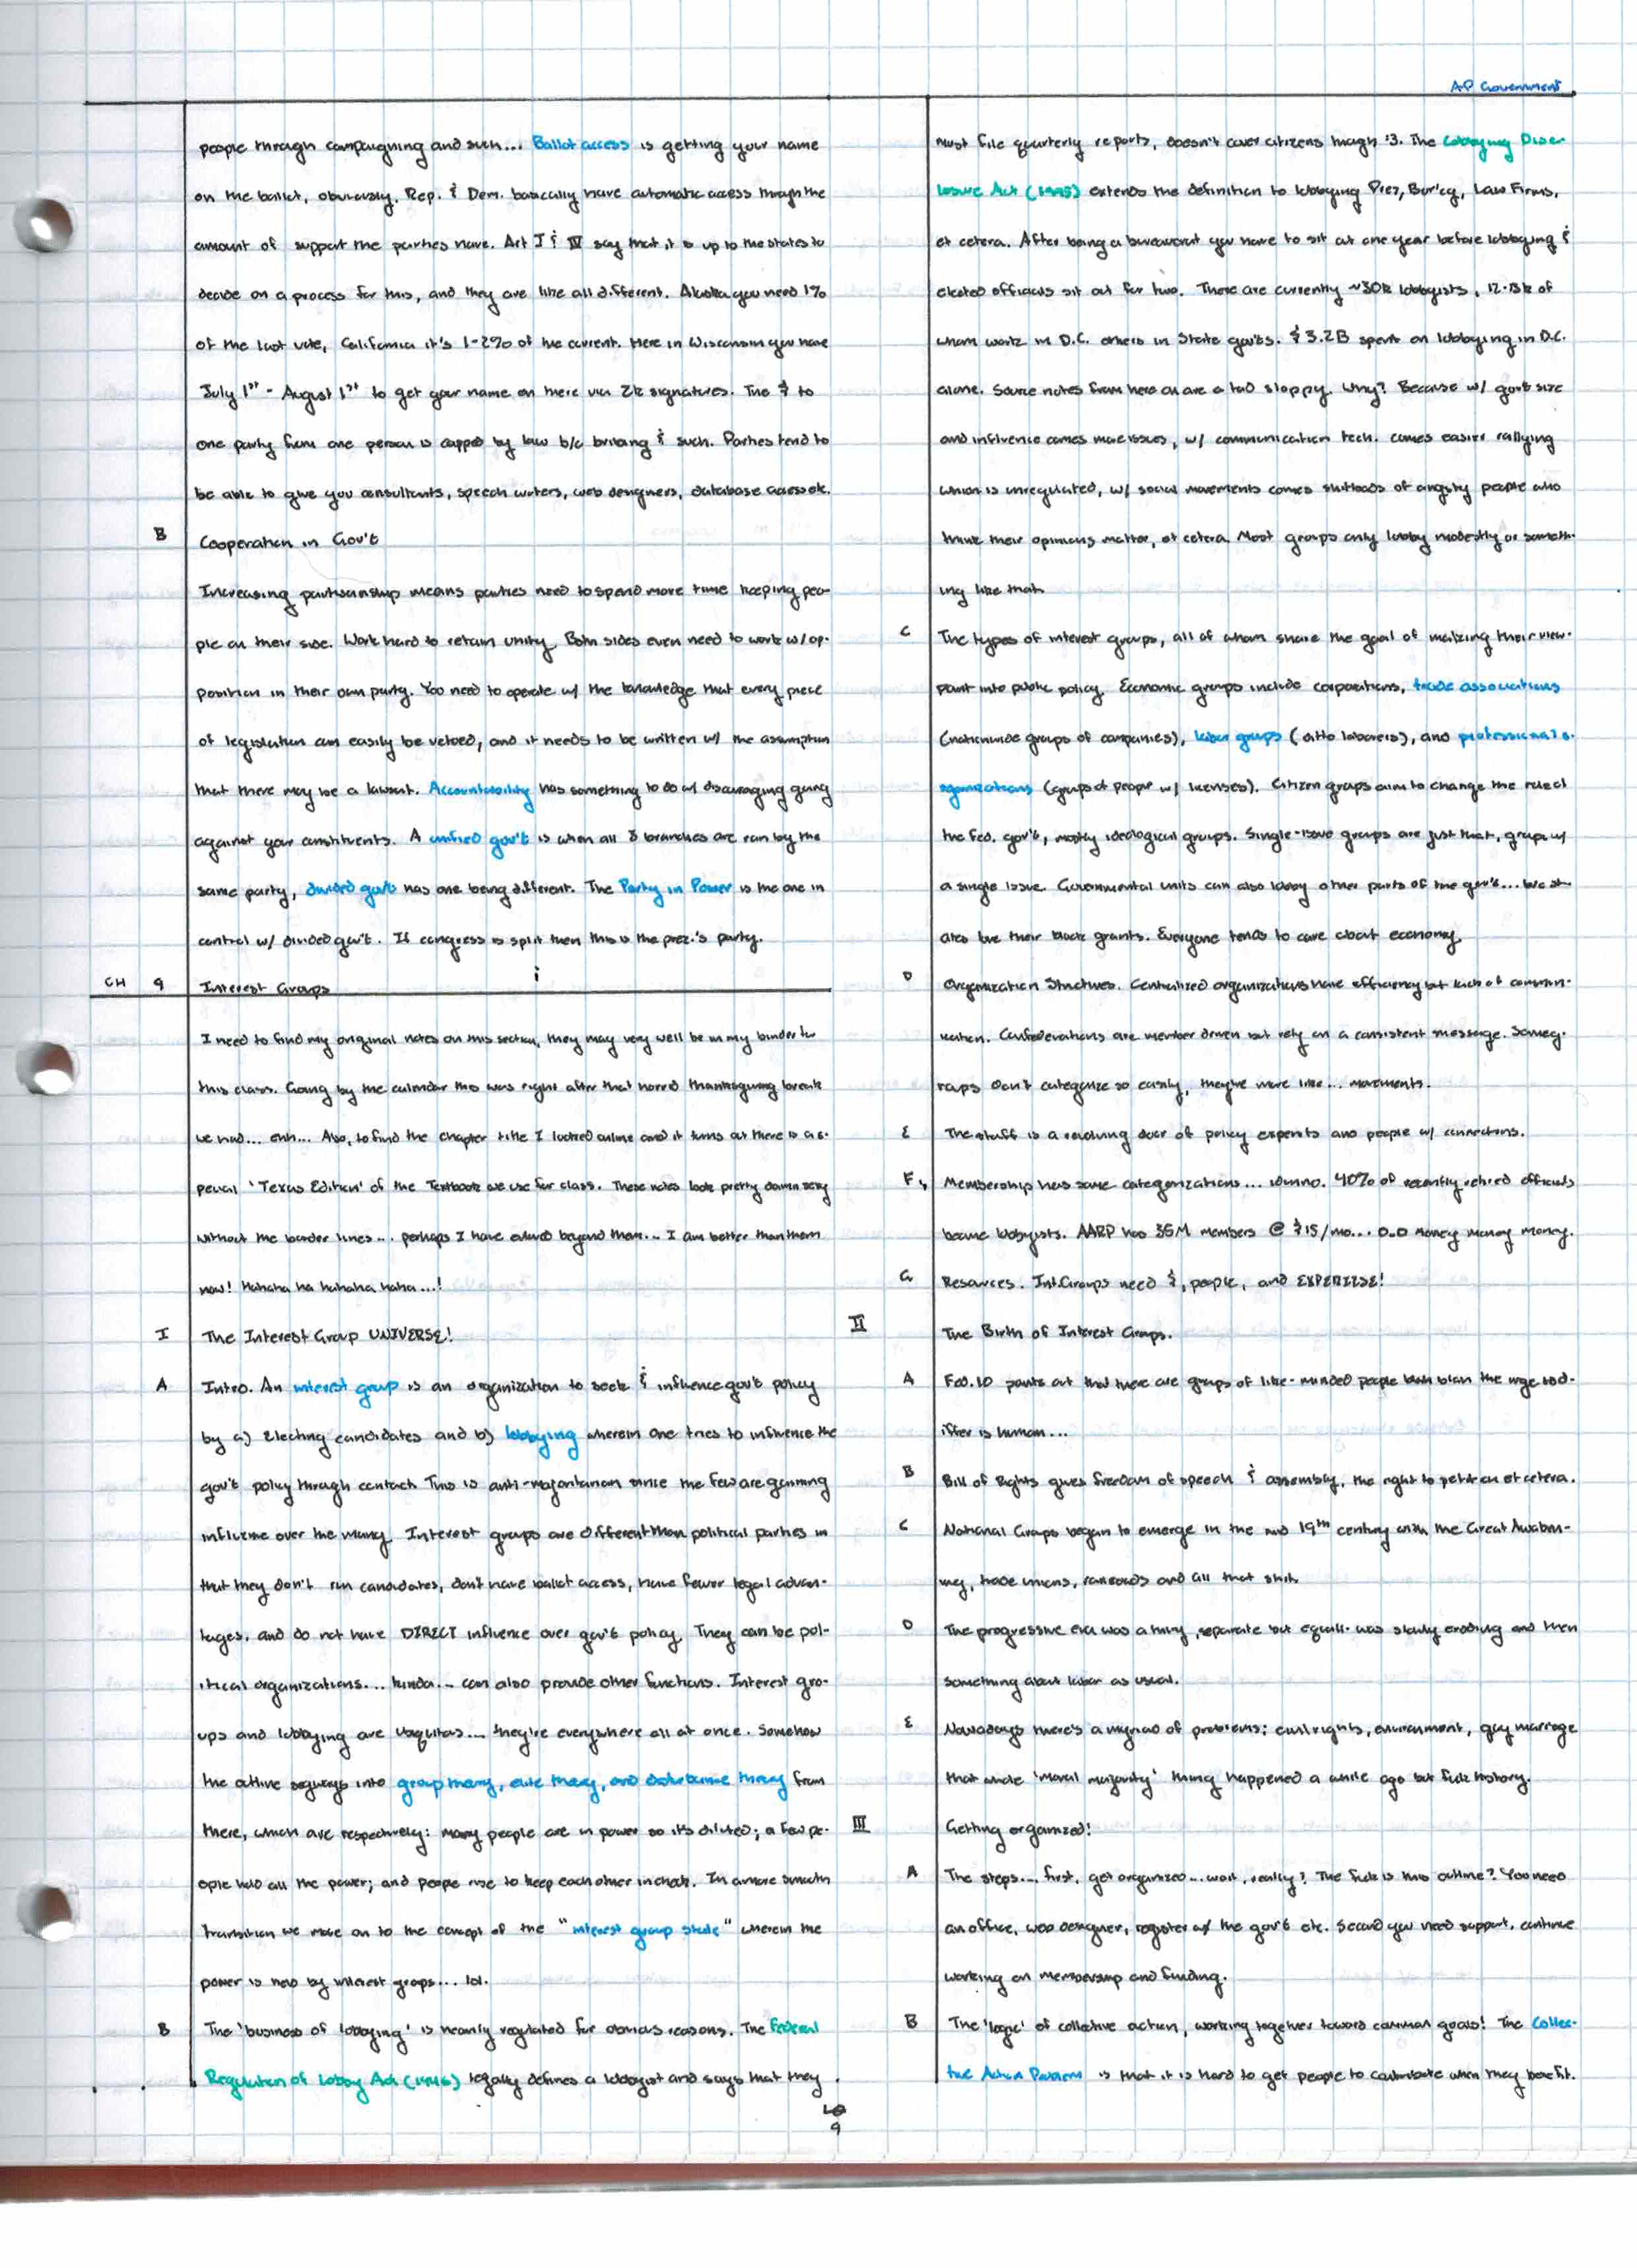 AP Government
people through campaigning and such... Ballot access is getting your name
on the ballot, obviously. Rep. & Dem. basically have automatic access through the
amount of support the parties have. Art I & IV say that it is up to the states to
decide on a process for this, and they are like all different. Alaska you need 1%
of the last vote, California it's 1-2% of the current. Here in Wisconsin you have
July 1st - August 1st to get your name on there via 2k signatures. The $ to
one party from one person is capped by law b/c bribing & such. Parties tend to
be able to give you consultants, speech writers, web designers, database access etc.
B Cooperation in Gov't
Increasing partisanship means parties need to spend more time keeping peo-
ple on their side. Work hard to retain unity. Both sides even need to work w/ op-
position in their own party. You need to operate w/ the knowledge that every piece
of legislation can easily be vetoed, and it needs to be written w/ the assumption
that there may be a lawsuit. Accountability has something to do w/ discouraging going
against your constituents. A unified gov't is when all 3 branches are ran by the
same party, divided gov't has one being different. The Party in Power is the one in
control w/ divided gov't. If congress is split then this is the prez.'s party.
CH 9 Interest Groups
I need to find my original notes on this section, they may very well be in my binder for
this class. Going by the calendar this was right after that horrid thanksgiving break
we had... enh... Also, to find the chapter title I looked online and it turns out there is a s-
pecial 'Texas Edition' of the Textbook we use for class. These notes look pretty damn sexy
without the border lines... perhaps I have evolved beyond them... I am better than them
now! Hahaha ha hahaha haha...!
I The Interest Group UNIVERSE!
A Intro. An interest group is an organization to seek & influence gov't policy
by a) Electing candidates and b) lobbying wherein one tries to influence the
gov't policy through contact. This is anti-majoritarian since the few are gaining
influence over the many. Interest groups are different than political parties in
that they don't run candidates, don't have ballot access, have fewer legal advan-
tages, and do not have DIRECT influence over gov't policy. They can be pol-
itical organizations... kinda... can also provide other functions. Interest gro-
ups and lobbying are they're everywhere all at once. Somehow
the outline segways into group theory, elite theory, and disturbance theory from
there, which are respectively: many people are in power so it's diluted; a few pe-
ople hold all the power; and people rise to keep each other in check. In a more smooth
transition we move on to the concept of the "interest group state" wherein the
power is held by interest groups... lol.
B The 'business of lobbying' is heavily regulated for obvious reasons. The Federal
Regulation of Lobby Act (1946) legally defines a lobbyist and says that they
must file quarterly reports, doesn't cover citizens though :3. The Lobbying Disc-
losure Act (1995) extends the definition to lobbying Prez, Bur'cy, Law Firms,
et cetera. After being a bureaucrat you have to sit at one year before lobbying &
elected officials sit out for two. There are currently ~30k lobbyists, 12-13k of
whom work in D.C. others in State gov'ts. $3.2B spent on lobbying in D.C.
alone. Source notes from here on are a tad sloppy. Why? Because w/ gov't size
and influence comes more issues, w/ communication tech. comes easier rallying
which is unregulated, w/ social movements comes shitloads of angsty people who
think their opinions matter, et cetera. Most groups only lobby modestly or someth-
ing like that.
C The types of interest groups, all of whom share the goal of making their view-
point into public policy. Economic groups include corporations, trade associations
(nationwide groups of companies), labor groups (ditto laborers), and professional
organizations (groups of people w/ licenses). Citizen groups aim to change the role of
the Fed. gov't, mostly ideological groups. Single-issue groups are just that, group w/
a single issue. Governmental units can also lobby other parts of the gov't...
ates love their block grants. Everyone tends to care about economy.
D Organization Structures. Centralized organizations have efficiency but lack of commun-
ication. Confederations are member driven but rely on a consistent message. Some g-
roups don't categorize so easily, they're more like... movements.
E The staff is a revolving door of policy experts and people w/ connections.
F. Membership has some categorizations... idunno. 40% of recently retired officials
become lobbyists. AARP has 35M members @ $15/mo... O.O money money money.
G Resources. Int.Groups need $, people, and EXPERTISE!
II The Birth of Interest Groups.
A Fed.10 points out that there are groups of like-minded people blah blah the urge to d-
iffer is human...
B Bill of Rights gives freedom of speech & assembly, the right to petition et cetera.
C National Groups began to emerge in the mid 19th century with the Great Awaken-
ing, trade unions, railroads and all that shit.
D The progressive era was a thing, separate but equal was slowly eroding and then
something about labor as usual.
E Nowadays there's a myriad of problems: civil rights, environment, gay marriage
that whole 'moral majority' thing happened a while ago but fuck history.
III Getting organized!
A The steps... first, get organized... wait, really? The fuck is this outline? You need
an office, web designer, register w/ the gov't etc. Second you need support, continue
working on membership and funding.
B The 'logic' of collective action, working together toward common goals! The Collec-
tive Action Problem is that it is hard to get people to contribute when they benefit.
9